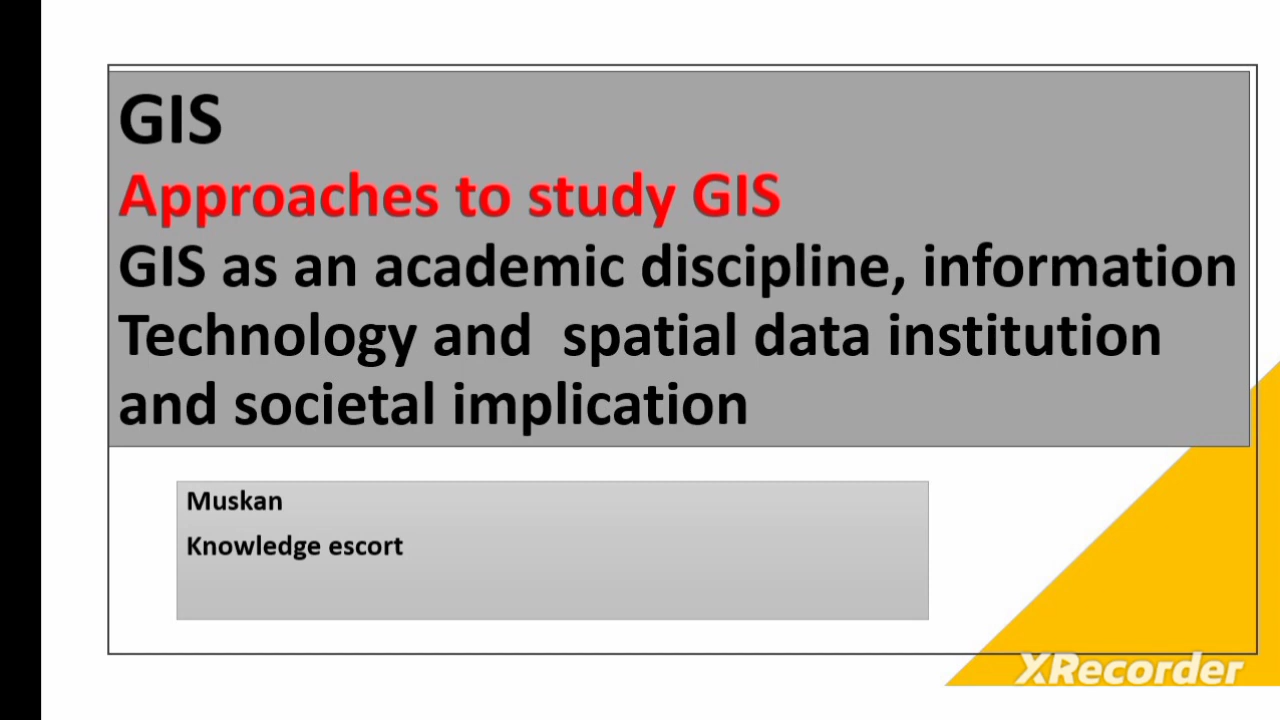 GIS
Approaches to study GIS
GIS as an academic discipline, information
Technology and  spatial data institution
and societal implication
Muskan
Knowledge escort
XRecorder